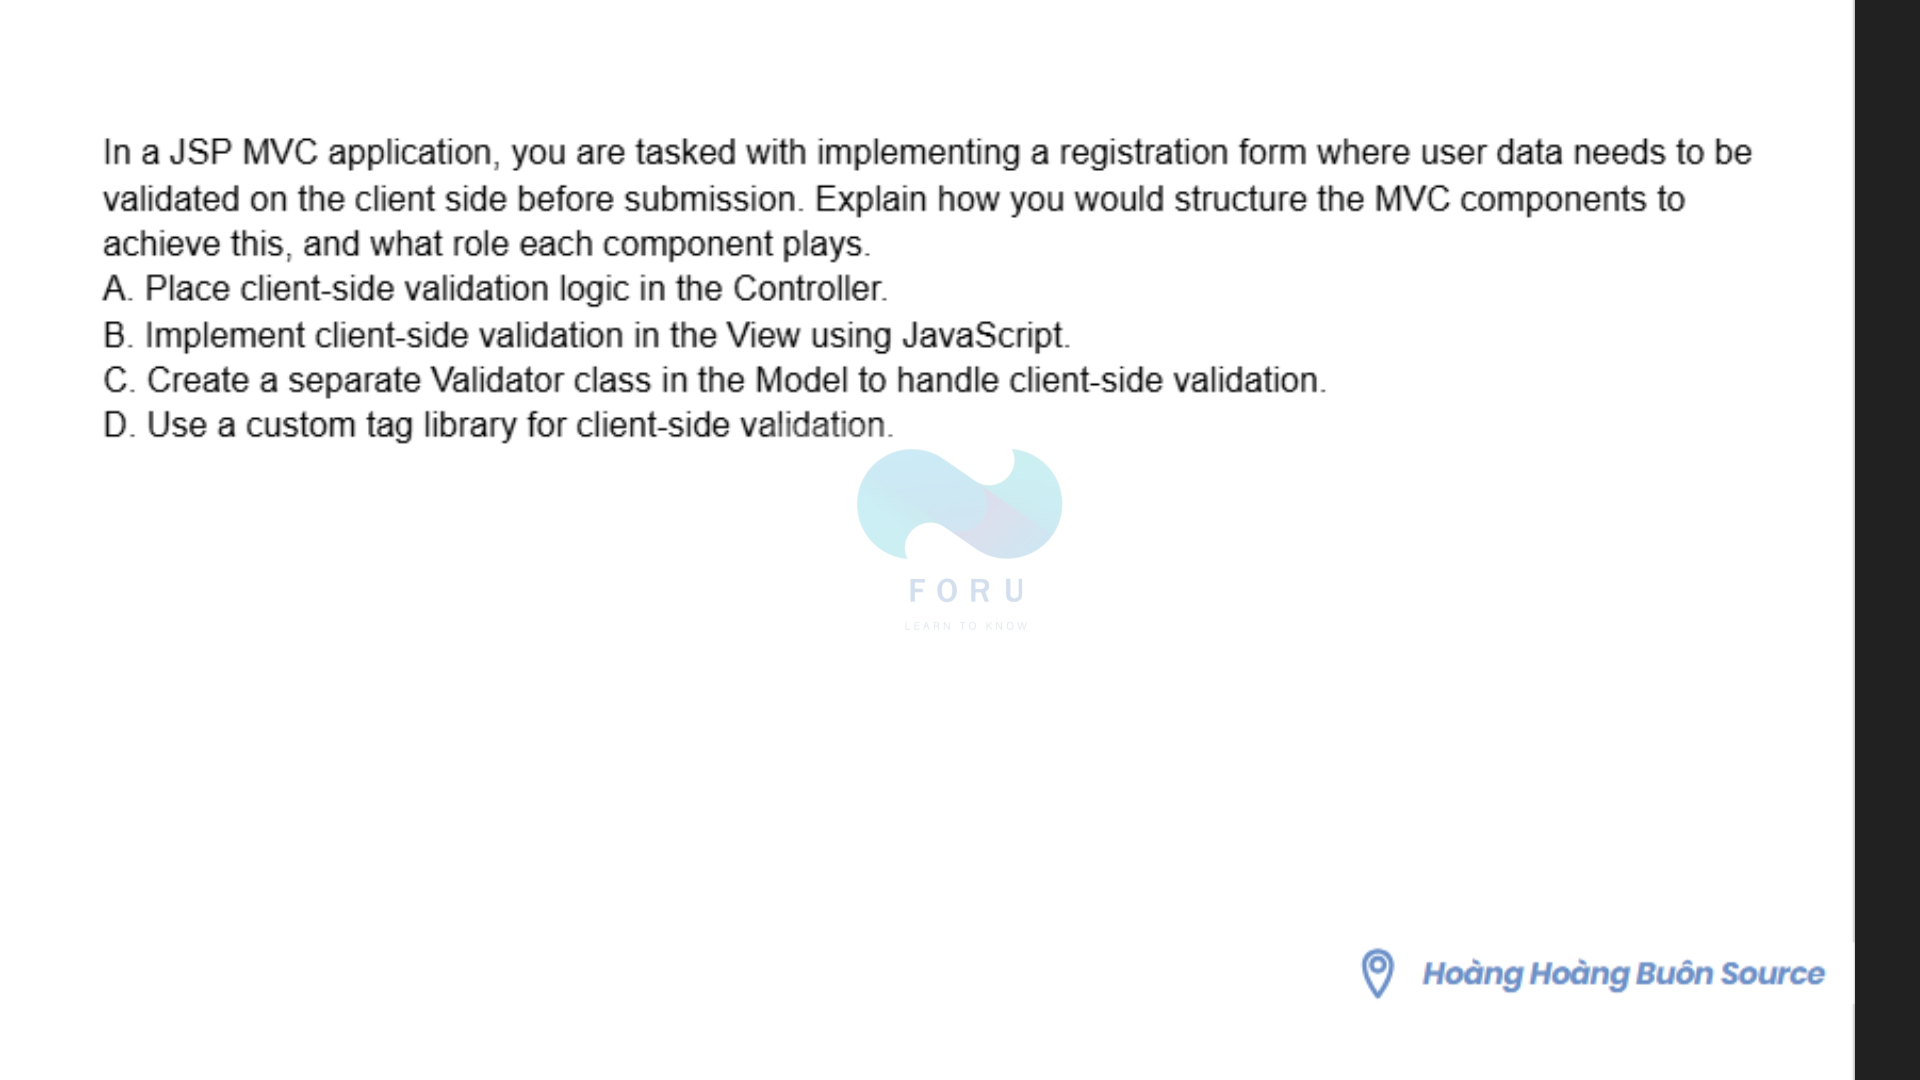 In a JSP MVC application, you are tasked with implementing a registration form where user data needs to be
validated on the client side before submission. Explain how you would structure the MVC components to
achieve this, and what role each component plays.
A. Place client-side validation logic in the Controller.
B. Implement client-side validation in the View using JavaScript.
C. Create a separate Validator class in the Model to handle client-side validation.
D. Use a custom tag library for client-side validation.
FORU
LEARN TO KNOW
Hoàng Hoàng Buôn Source